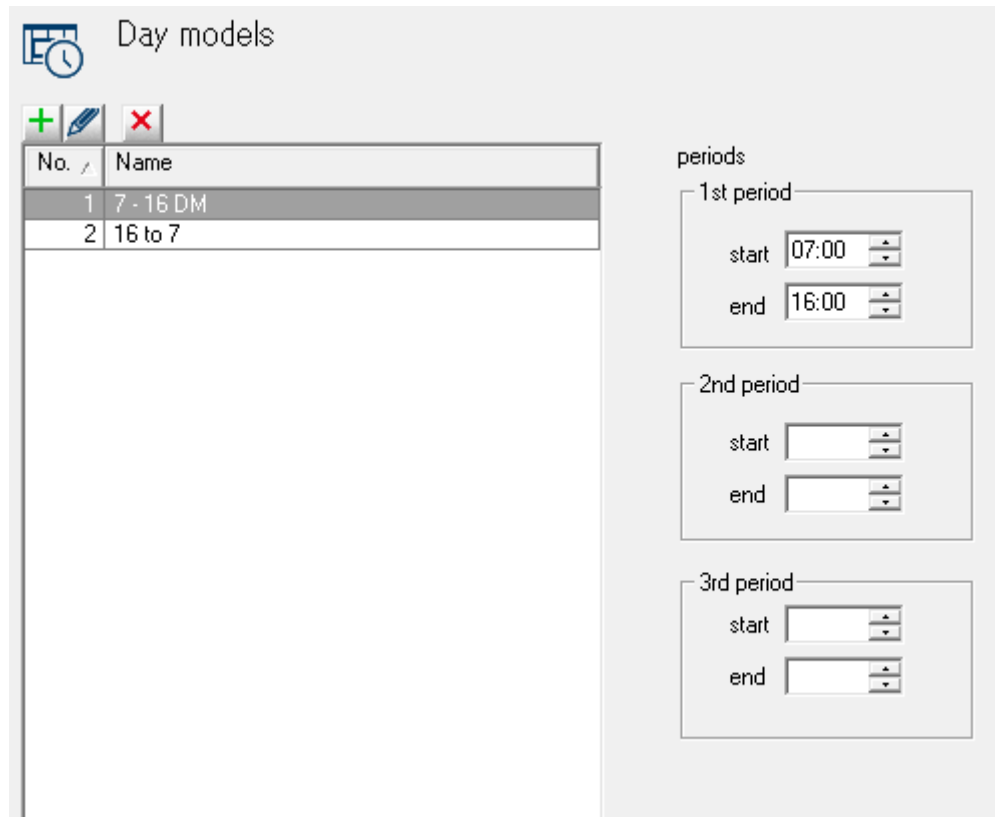 Day models
No. Name
1 7 - 16 DM
2 16 to 7
periods
1st period
start 07:00
end 16:00
2nd period
start
end
3rd period
start
end